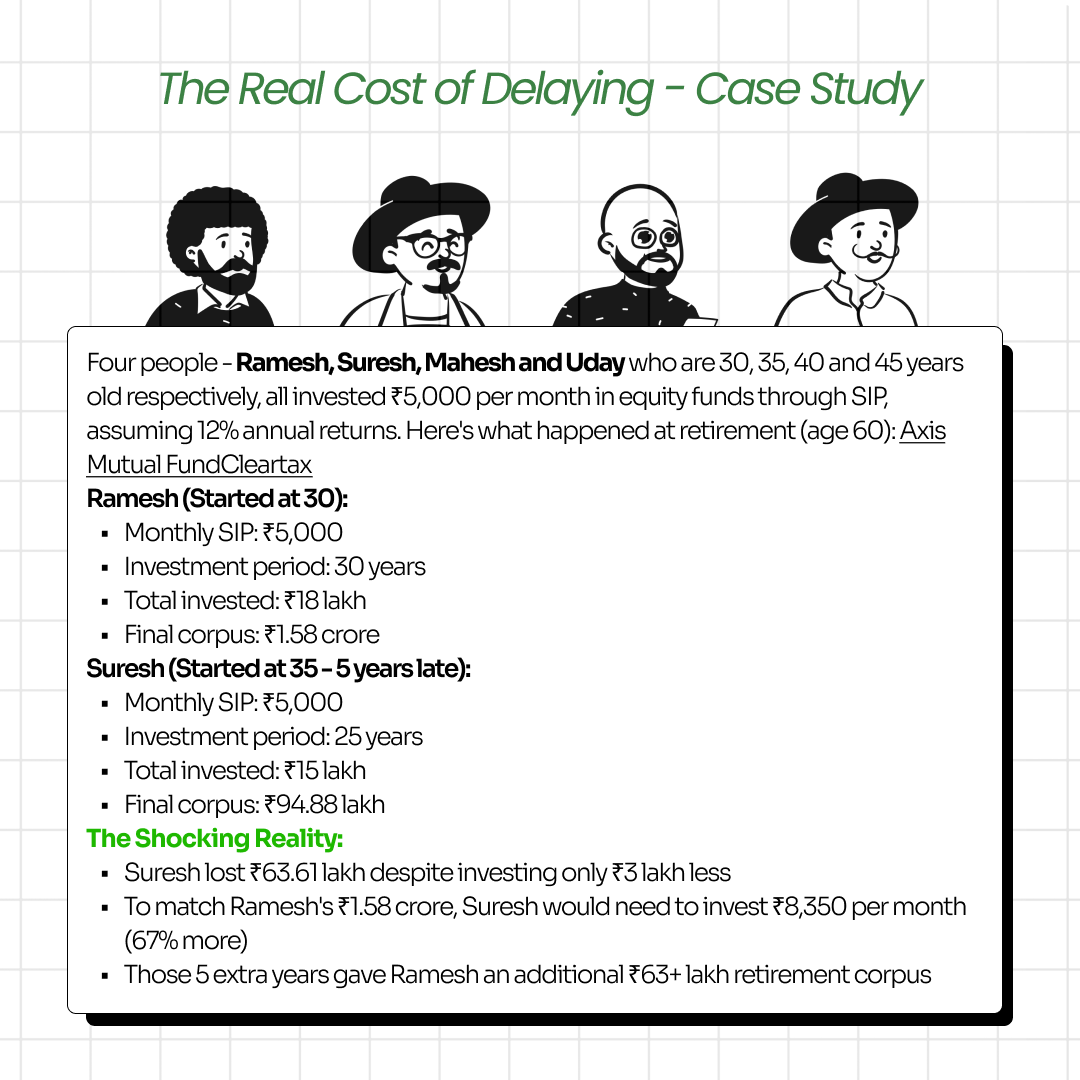 The Real Cost of Delaying - Case Study
Four people - Ramesh, Suresh, Mahesh and Uday who are 30, 35, 40 and 45 years
old respectively, all invested ₹5,000 per month in equity funds through SIP,
assuming 12% annual returns. Here's what happened at retirement (age 60): Axis
Mutual FundCleartax
Ramesh (Started at 30):
▪ Monthly SIP: ₹5,000
▪ Investment period: 30 years
▪ Total invested: ₹18 lakh
▪ Final corpus: ₹1.58 crore
Suresh (Started at 35 – 5 years late):
▪ Monthly SIP: ₹5,000
▪ Investment period: 25 years
▪ Total invested: ₹15 lakh
▪ Final corpus: ₹94.88 lakh
The Shocking Reality:
▪ Suresh lost ₹63.61 lakh despite investing only ₹3 lakh less
▪ To match Ramesh's ₹1.58 crore, Suresh would need to invest ₹8,350 per month
(67% more)
▪ Those 5 extra years gave Ramesh an additional ₹63+ lakh retirement corpus